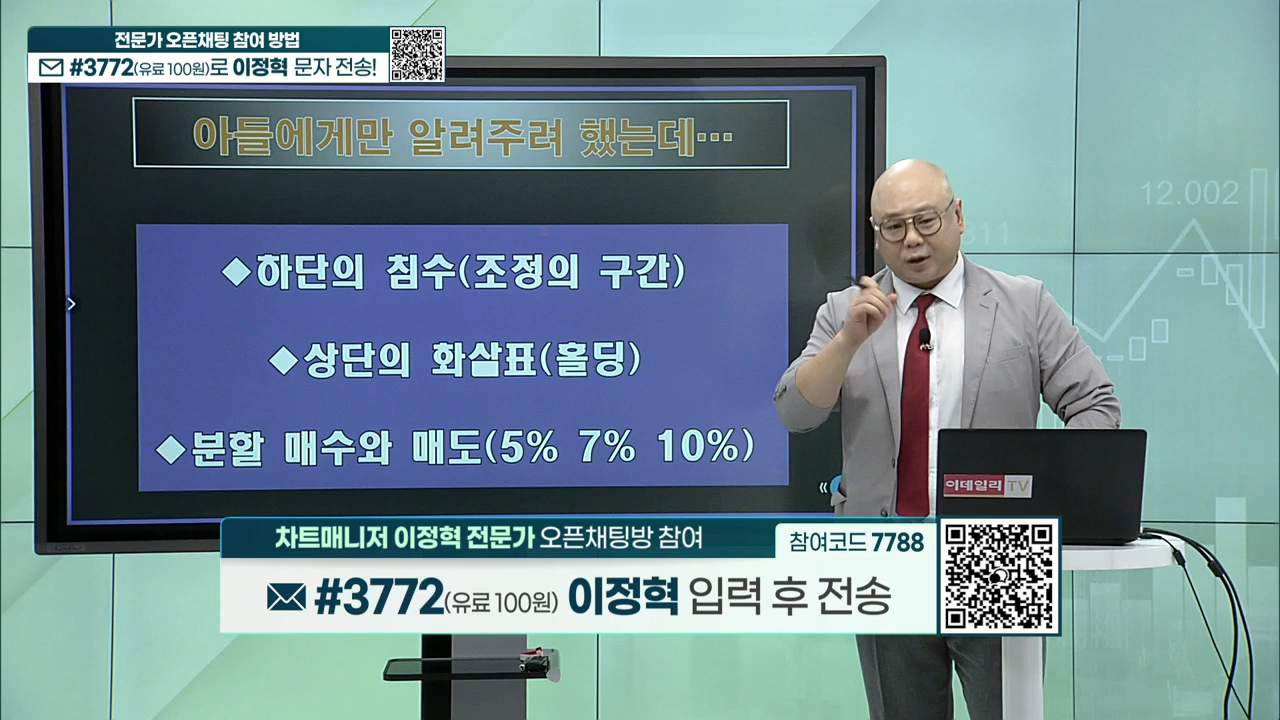 전문가 오픈채팅 참여 방법
#3772(유료 100원)로 이정혁 문자 전송!
아들에게만 알려주려 했는데…
◆하단의 침수(조정의 구간)
◆상단의 화살표(홀딩)
◆분할 매수와 매도(5% 7% 10%)
12.002
811
이데일리 TV
차트매니저 이정혁 전문가 오픈채팅방 참여
참여코드 7788
#3772(유료 100원) 이정혁 입력 후 전송